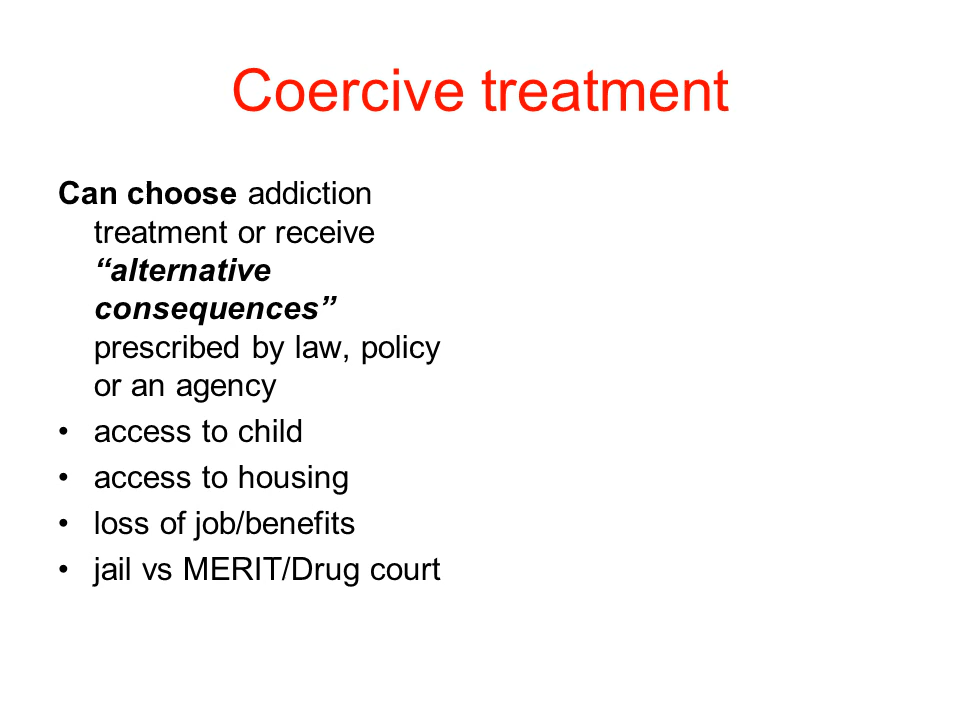 Coercive treatment
Can choose addiction
treatment or receive
“alternative
consequences”
prescribed by law, policy
or an agency
• access to child
• access to housing
• loss of job/benefits
• jail vs MERIT/Drug court